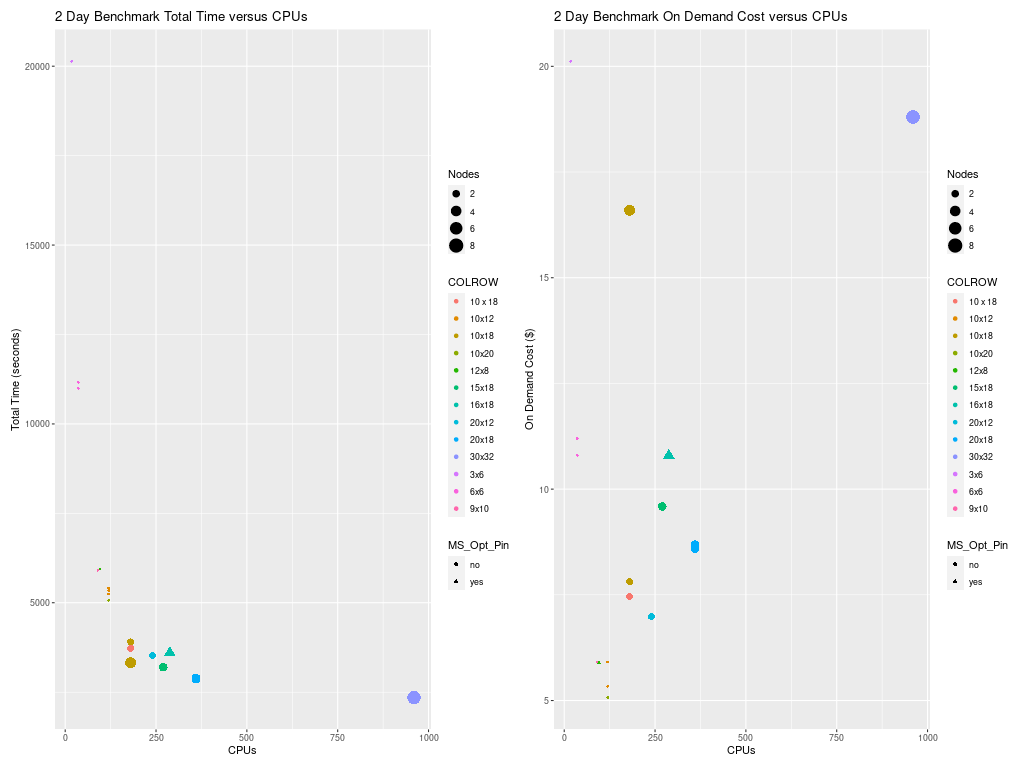 2 Day Benchmark Total Time versus CPUs
Total Time (seconds)
20000
15000
10000
5000
0
250
500
750
1000
CPUs
Nodes
2
4
6
8
COLROW
10 x 18
10x12
10x18
10x20
12x8
15x18
16x18
20x12
20x18
30x32
3x6
6x6
9x10
MS_Opt_Pin
no
yes
2 Day Benchmark On Demand Cost versus CPUs
On Demand Cost ($)
20
15
10
5
0
250
500
750
1000
CPUs
Nodes
2
4
6
8
COLROW
10 x 18
10x12
10x18
10x20
12x8
15x18
16x18
20x12
20x18
30x32
3x6
6x6
9x10
MS_Opt_Pin
no
yes